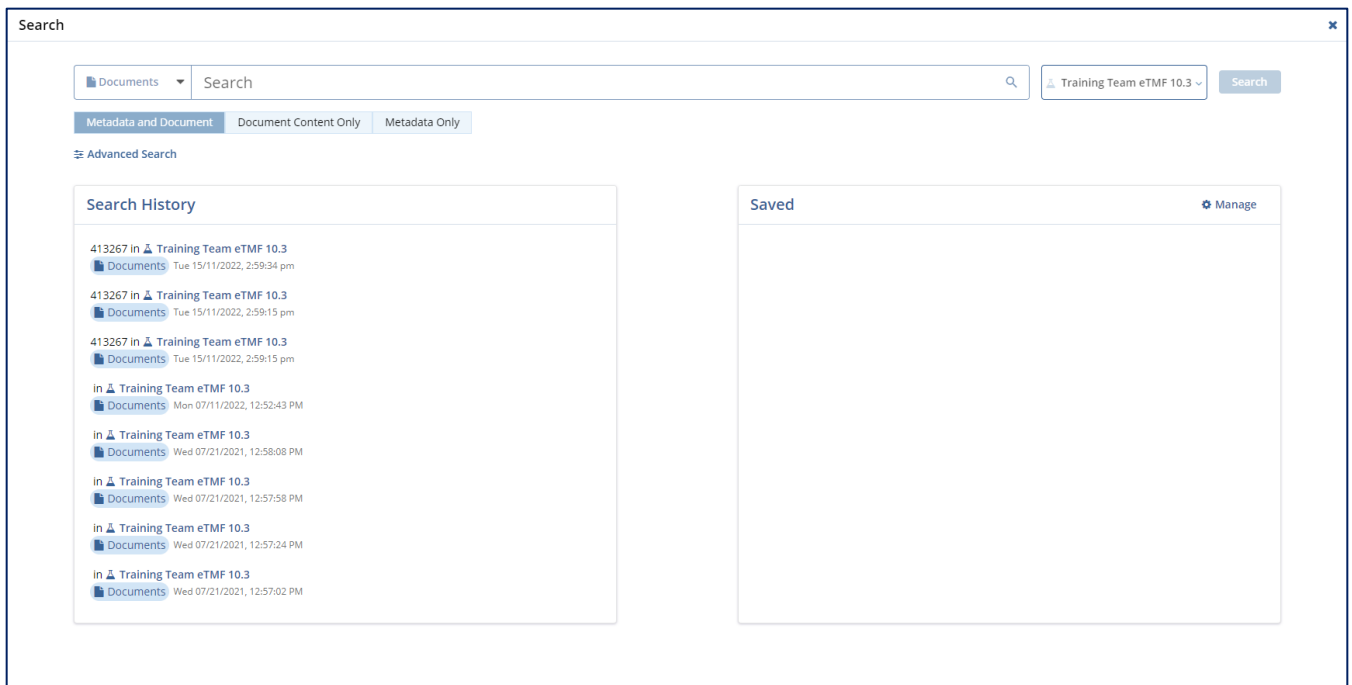 Search
Documents Search Training Team eTMF 10.3 Search
Metadata and Document Document Content Only Metadata Only
Advanced Search
Search History
413267 in Training Team eTMF 10.3
Documents Tue 15/11/2022, 2:59:34 pm
413267 in Training Team eTMF 10.3
Documents Tue 15/11/2022, 2:59:15 pm
413267 in Training Team eTMF 10.3
Documents Tue 15/11/2022, 2:59:15 pm
in Training Team eTMF 10.3
Documents Mon 07/11/2022, 12:52:43 PM
in Training Team eTMF 10.3
Documents Wed 07/21/2021, 12:58:08 PM
in Training Team eTMF 10.3
Documents Wed 07/21/2021, 12:57:58 PM
in Training Team eTMF 10.3
Documents Wed 07/21/2021, 12:57:24 PM
in Training Team eTMF 10.3
Documents Wed 07/21/2021, 12:57:02 PM
Saved Manage